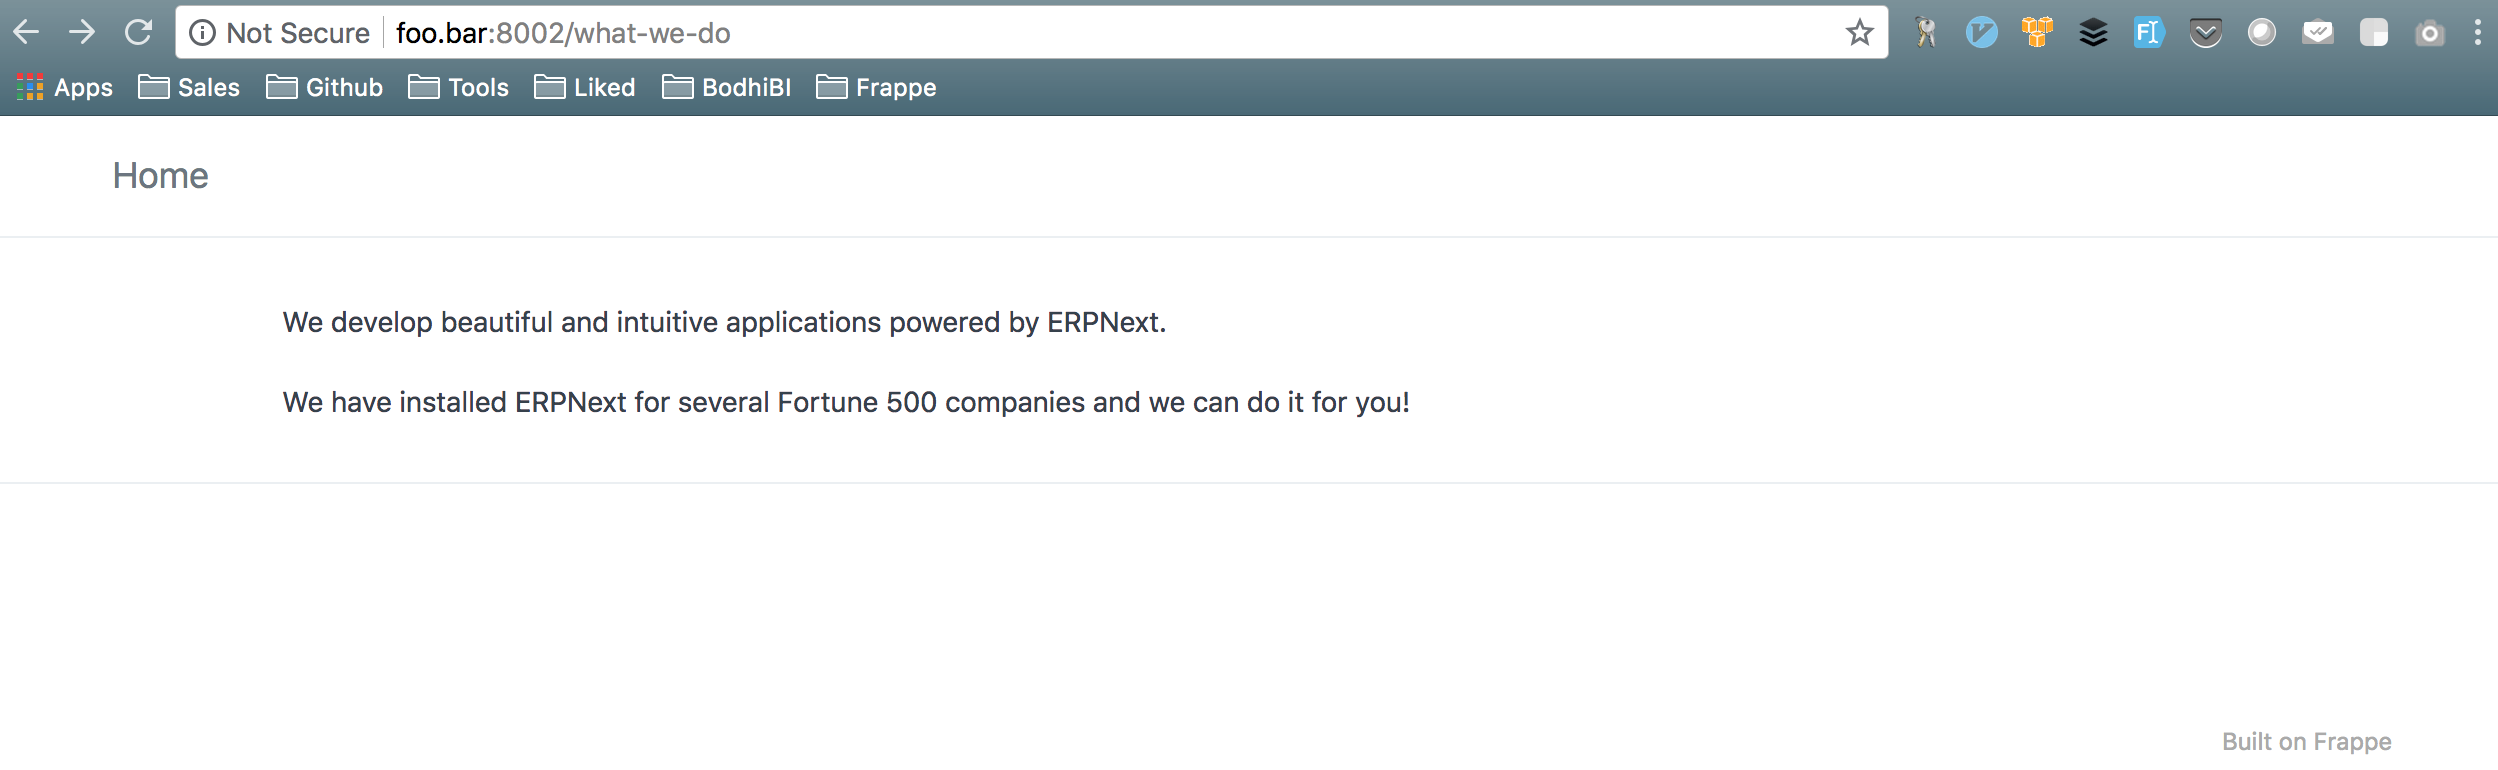 Not Secure foo.bar:8002/what-we-do
Apps Sales Github Tools Liked BodhiBI Frappe
Home
We develop beautiful and intuitive applications powered by ERPNext.
We have installed ERPNext for several Fortune 500 companies and we can do it for you!
Built on Frappe